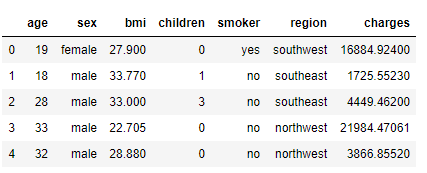 age sex bmi children smoker region charges
0 19 female 27.900 0 yes southwest 16884.92400
1 18 male 33.770 1 no southeast 1725.55230
2 28 male 33.000 3 no southeast 4449.46200
3 33 male 22.705 0 no northwest 21984.47061
4 32 male 28.880 0 no northwest 3866.85520